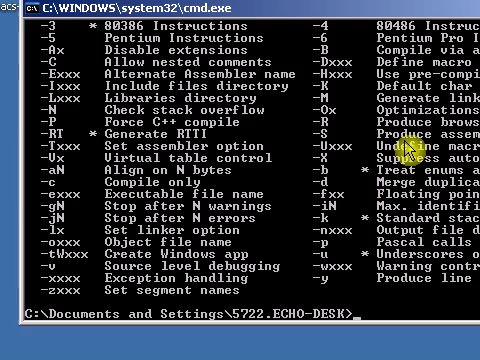 acs-
C:\WINDOWS\system32\cmd.exe
-3 * 80386 Instructions -4 80486 Instruct
-5 Pentium Instructions -6 Pentium Pro I
-Ax Disable extensions -B Compile via a
-C Allow nested comments -Dxxx Define macro
-Exxx Alternate Assembler name -Hxxx Use pre-compi
-Ixxx Include files directory -K Default char
-Lxxx Libraries directory -M Generate link
-N Check stack overflow -Ox Optimizations
-P Force C++ compile -R Produce brows
-RT * Generate RTTI -S Produce assem
-Txxx Set assembler option -Uxxx Undefine macr
-Vx Virtual table control -X Suppress auto
-aN Align on N bytes -b * Treat enums a
-c Compile only -d Merge duplica
-exxx Executable file name -fxx Floating poin
-gN Stop after N warnings -iN Max. identifi
-jN Stop after N errors -k * Standard stac
-lx Set linker option -nxxx Output file d
-oxxx Object file name -p Pascal calls
-tWxxx Create Windows app -u * Underscores o
-v Source level debugging -wxxx Warning contr
-xxxx Exception handling -y Produce line
-zxxx Set segment names
C:\Documents and Settings\5722.ECHO-DESK>_